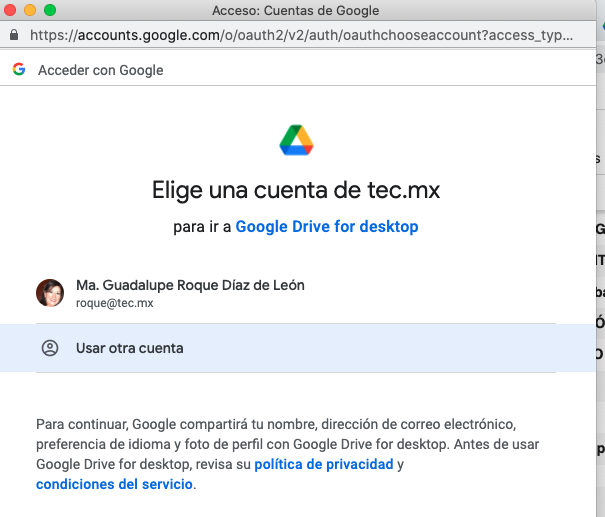 Acceso: Cuentas de Google
https://accounts.google.com/o/oauth2/v2/auth/oauthchooseaccount?access_typ...
Acceder con Google
Elige una cuenta de tec.mx
para ir a Google Drive for desktop
Ma. Guadalupe Roque Díaz de León
roque@tec.mx
Usar otra cuenta
Para continuar, Google compartirá tu nombre, dirección de correo electrónico,
preferencia de idioma y foto de perfil con Google Drive for desktop. Antes de usar
Google Drive for desktop, revisa su política de privacidad y
condiciones del servicio.